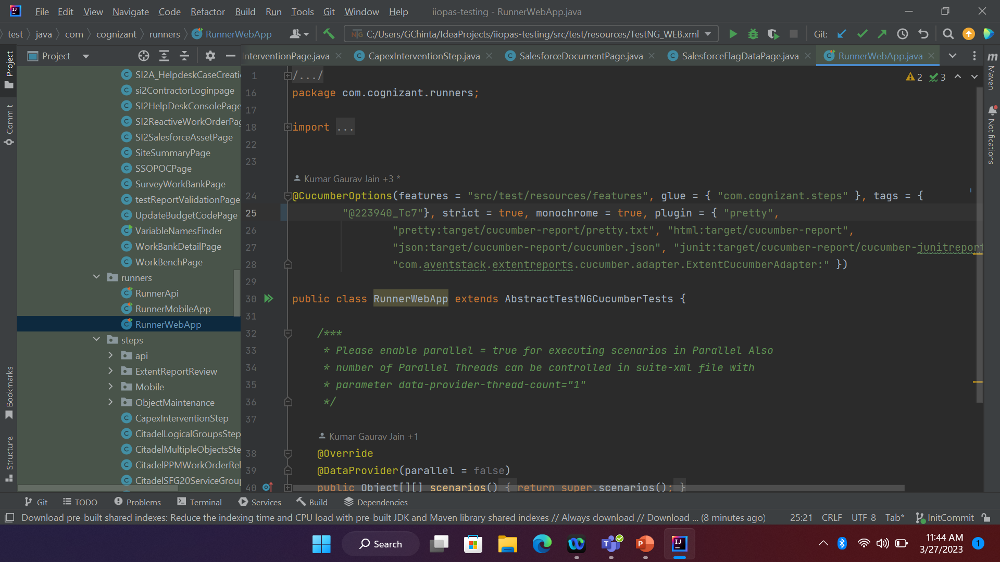 File Edit View Navigate Code Refactor Build Run Tools Git Window Help iiopas-testing - RunnerWebApp.java
test java com cognizant runners RunnerWebApp C:/Users/GChinta/IdeaProjects/iiopas-testing/src/test/resources/TestNG_WEB.xml Git:
Project InterventionPage.java CapexInterventionStep.java SalesforceDocumentPage.java SalesforceFlagDataPage.java RunnerWebApp.java
Project
Commit
Bookmarks
Structure
SI2A_HelpdeskCaseCreati
si2ContractorLoginpage
SI2HelpDeskConsolePage
SI2ReactiveWorkOrderPag
SI2SalesforceAssetPage
SiteSummaryPage
SSOPOCPage
SurveyWorkBankPage
testReportValidationPage
UpdateBudgetCodePage
VariableNamesFinder
WorkBankDetailPage
WorkBenchPage
runners
RunnerApi
RunnerMobileApp
RunnerWebApp
steps
api
ExtentReportReview
Mobile
ObjectMaintenance
CapexInterventionStep
CitadelLogicalGroupsStep
CitadelMultipleObjectsSte
CitadelPPMWorkOrderRel
CitadelSFG20ServiceGroup
1 /.../
2 3
16 package com.cognizant.runners;
17
18 import ...
22
23
Kumar Gaurav Jain +3 *
24 @CucumberOptions(features = "src/test/resources/features", glue = { "com.cognizant.steps" }, tags = {
25 "@223940_Tc7"}, strict = true, monochrome = true, plugin = { "pretty",
26 "pretty:target/cucumber-report/pretty.txt", "html:target/cucumber-report",
27 "json:target/cucumber-report/cucumber.json", "junit:target/cucumber-report/cucumber-junitreport
28 "com.aventstack.extentreports.cucumber.adapter.ExtentCucumberAdapter:" })
29
30 public class RunnerWebApp extends AbstractTestNGCucumberTests {
31
32 /***
33 * Please enable parallel = true for executing scenarios in Parallel Also
34 * number of Parallel Threads can be controlled in suite-xml file with
35 * parameter data-provider-thread-count="1"
36 */
37
Kumar Gaurav Jain +1
38 @Override
39 @DataProvider(parallel = false)
40 public Object[][] scenarios() { return super.scenarios(); }
m
Maven
Notifications
Git TODO Problems Terminal Services Build Dependencies
Download pre-built shared indexes: Reduce the indexing time and CPU load with pre-built JDK and Maven library shared indexes // Always download // Download ... (8 minutes ago) 25:21 CRLF UTF-8 Tab* InitCommit
Search
11:44 AM
3/27/2023
1